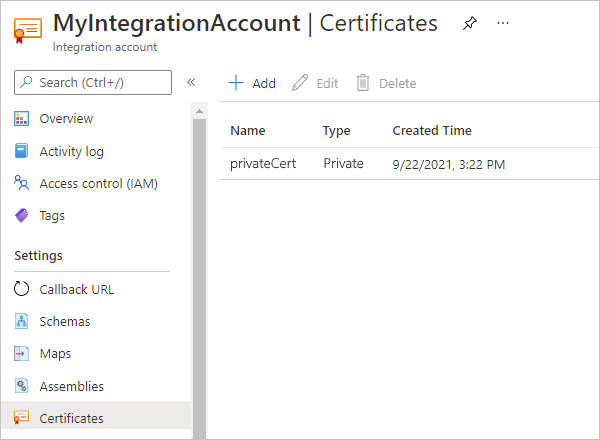 MyIntegrationAccount | Certificates ...
Integration account
Search (Ctrl+/) «
Add Edit Delete
Overview
Activity log
Access control (IAM)
Tags
Settings
Callback URL
Schemas
Maps
Assemblies
Certificates
Name Type Created Time
privateCert Private 9/22/2021, 3:22 PM